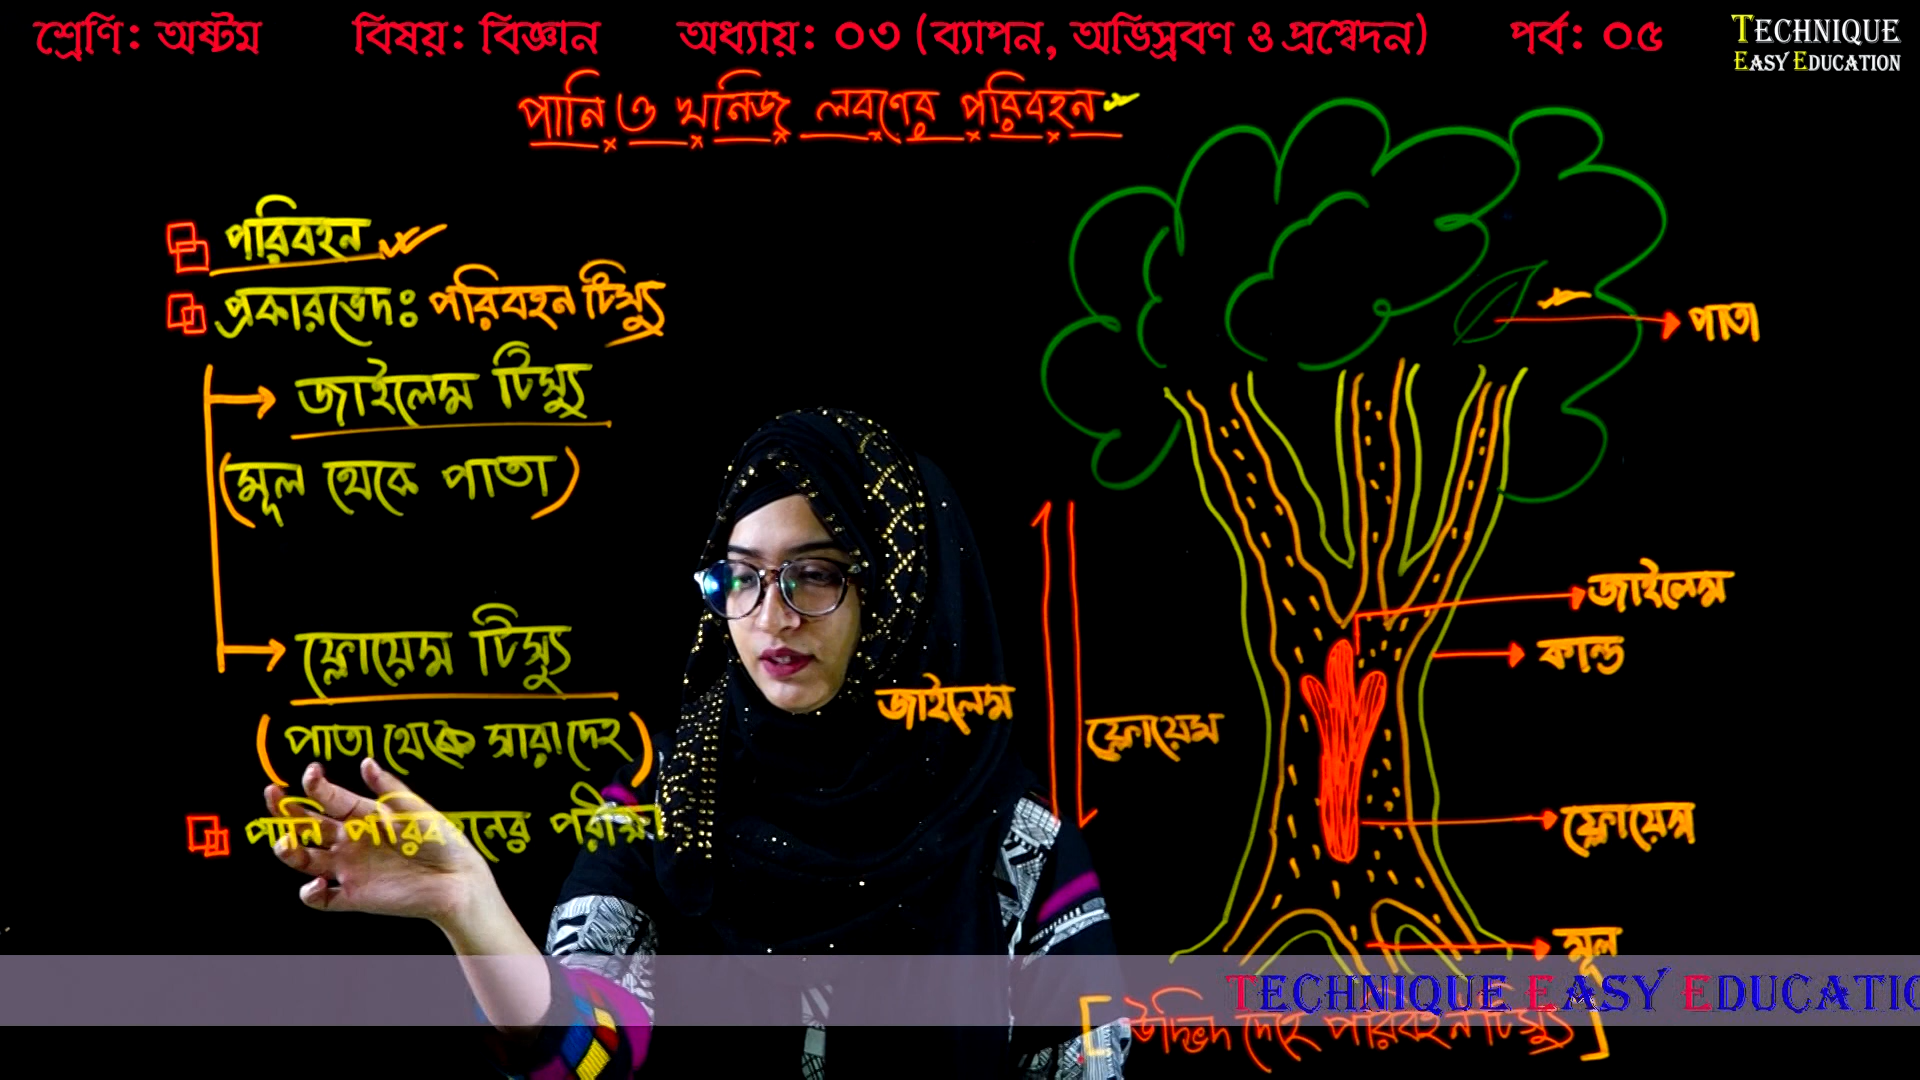 শ্রেণি: অষ্টম বিষয়: বিজ্ঞান অধ্যায়: ০৩ (ব্যাপন, অভিস্রবণ ও প্রস্বেদন) পর্ব: ০৫
TECHNIQUE
EASY EDUCATION
পানি ও খনিজ লবণের পরিবহন
পরিবহন
প্রকারভেদ: পরিবহন টিস্যু
জাইলেম টিস্যু
(মূল থেকে পাতা)
ফ্লোয়েম টিস্যু
(পাতা থেকে সারা দেহ)
পানি পরিবহনের পরীক্ষা
জাইলেম
ফ্লোয়েম
পাতা
জাইলেম
কান্ড
ফ্লোয়েম
মূল
TECHNIQUE EASY EDUCATIO
[উদ্ভিদ দেহে পরিবহন টিস্যু]